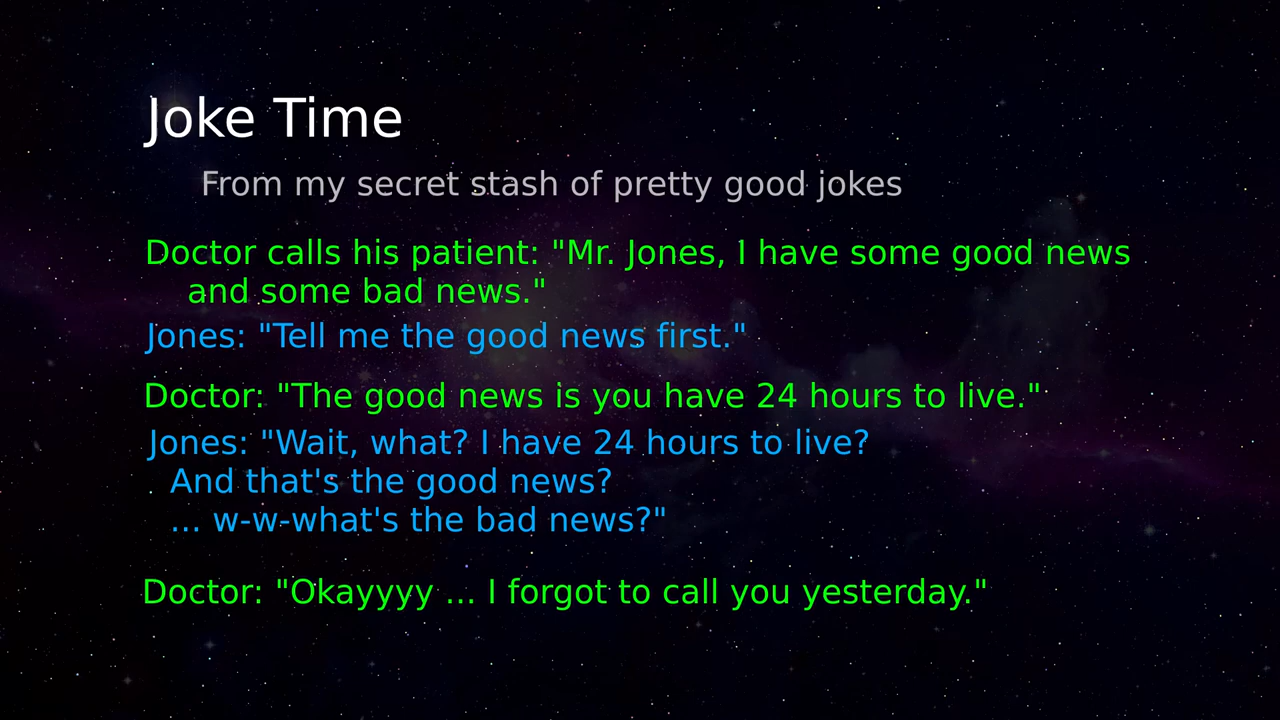 Joke Time
From my secret stash of pretty good jokes
Doctor calls his patient: "Mr. Jones, I have some good news
and some bad news."
Jones: "Tell me the good news first."
Doctor: "The good news is you have 24 hours to live."
Jones: "Wait, what? I have 24 hours to live?
And that's the good news?
... w-w-what's the bad news?"
Doctor: "Okayyyy ... I forgot to call you yesterday."